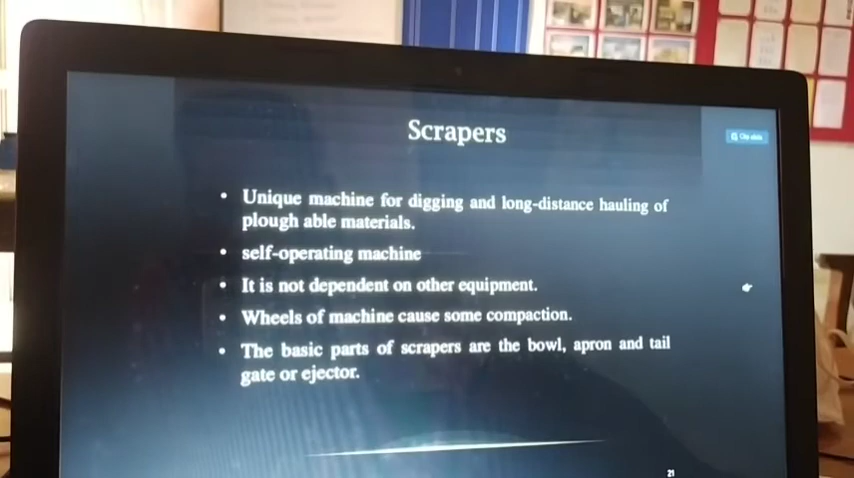 Scrapers
• Unique machine for digging and long-distance hauling of
plough able materials.
• self-operating machine
• It is not dependent on other equipment.
• Wheels of machine cause some compaction.
• The basic parts of scrapers are the bowl, apron and tail
gate or ejector.
21